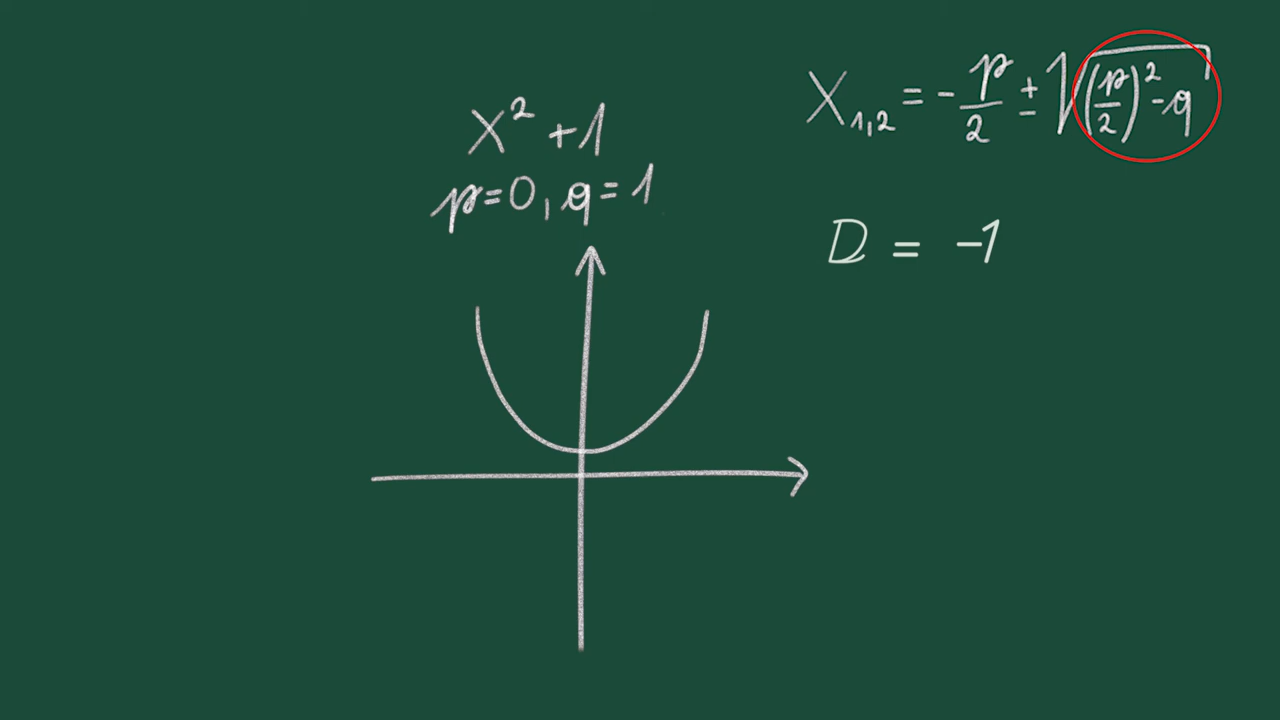 X² + 1
p = 0, q = 1
X₁,₂ = - p/2 ± √((p/2)² - q)
D = -1